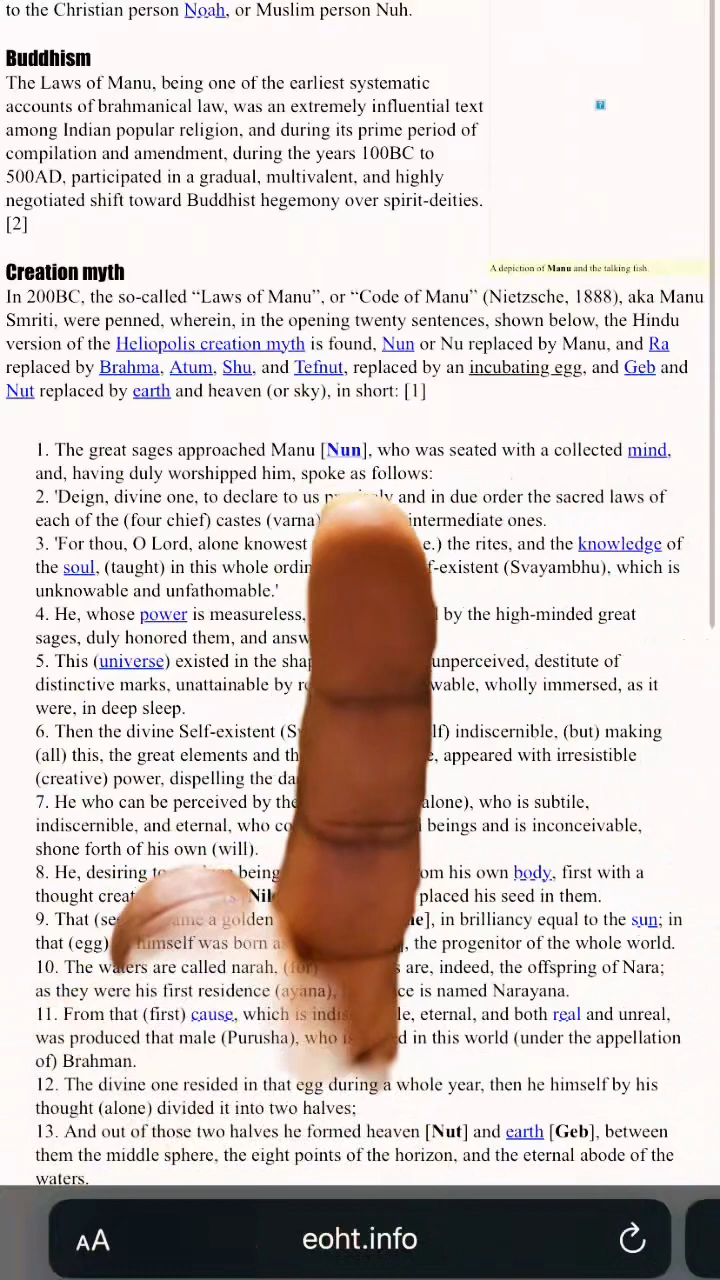 to the Christian person Noah, or Muslim person Nuh.
Buddhism
The Laws of Manu, being one of the earliest systematic
accounts of brahmanical law, was an extremely influential text
among Indian popular religion, and during its prime period of
compilation and amendment, during the years 100BC to
500AD, participated in a gradual, multivalent, and highly
negotiated shift toward Buddhist hegemony over spirit-deities.
[2]
A depiction of Manu and the talking fish.
Creation myth
In 200BC, the so-called “Laws of Manu”, or “Code of Manu” (Nietzsche, 1888), aka Manu
Smriti, were penned, wherein, in the opening twenty sentences, shown below, the Hindu
version of the Heliopolis creation myth is found, Nun or Nu replaced by Manu, and Ra
replaced by Brahma, Atum, Shu, and Tefnut, replaced by an incubating egg, and Geb and
Nut replaced by earth and heaven (or sky), in short: [1]
1. The great sages approached Manu [Nun], who was seated with a collected mind,
and, having duly worshipped him, spoke as follows:
2. 'Deign, divine one, to declare to us and in due order the sacred laws of
each of the (four chief) castes (varna) intermediate ones.
3. 'For thou, O Lord, alone knowest the rites, and the knowledge of
the soul, (taught) in this whole (Svayambhu), which is
unknowable and unfathomable.'
4. He, whose power is measureless, by the high-minded great
sages, duly honored them, and
5. This (universe) existed in the unperceived, destitute of
distinctive marks, unattainable by wholly immersed, as it
were, in deep sleep.
6. Then the divine Self-existent indiscernible, (but) making
(all) this, the great elements and appeared with irresistible
(creative) power, dispelling the
7. He who can be perceived by the alone), who is subtile,
indiscernible, and eternal, who beings and is inconceivable,
shone forth of his own (will).
8. He, desiring to being his own body, first with a
thought placed his seed in them.
9. That a golden in brilliancy equal to the sun; in
that (egg) himself was born as the progenitor of the whole world.
10. The waters are called narah, (for) are, indeed, the offspring of Nara;
as they were his first residence (ayana), is named Narayana.
11. From that (first) cause, which is eternal, and both real and unreal,
was produced that male (Purusha), who in this world (under the appellation
of) Brahman.
12. The divine one resided in that egg during a whole year, then he himself by his
thought (alone) divided it into two halves;
13. And out of those two halves he formed heaven [Nut] and earth [Geb], between
them the middle sphere, the eight points of the horizon, and the eternal abode of the
waters.
AA eoht.info